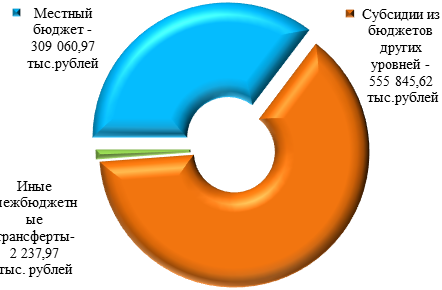 Местный
бюджет -
309 060,97
тыс.рублей
Субсидии из
бюджетов
других
уровней -
555 845,62
тыс.рублей
Иные
межбюджетн
ые
трансферты-
2 237,97
тыс. рублей